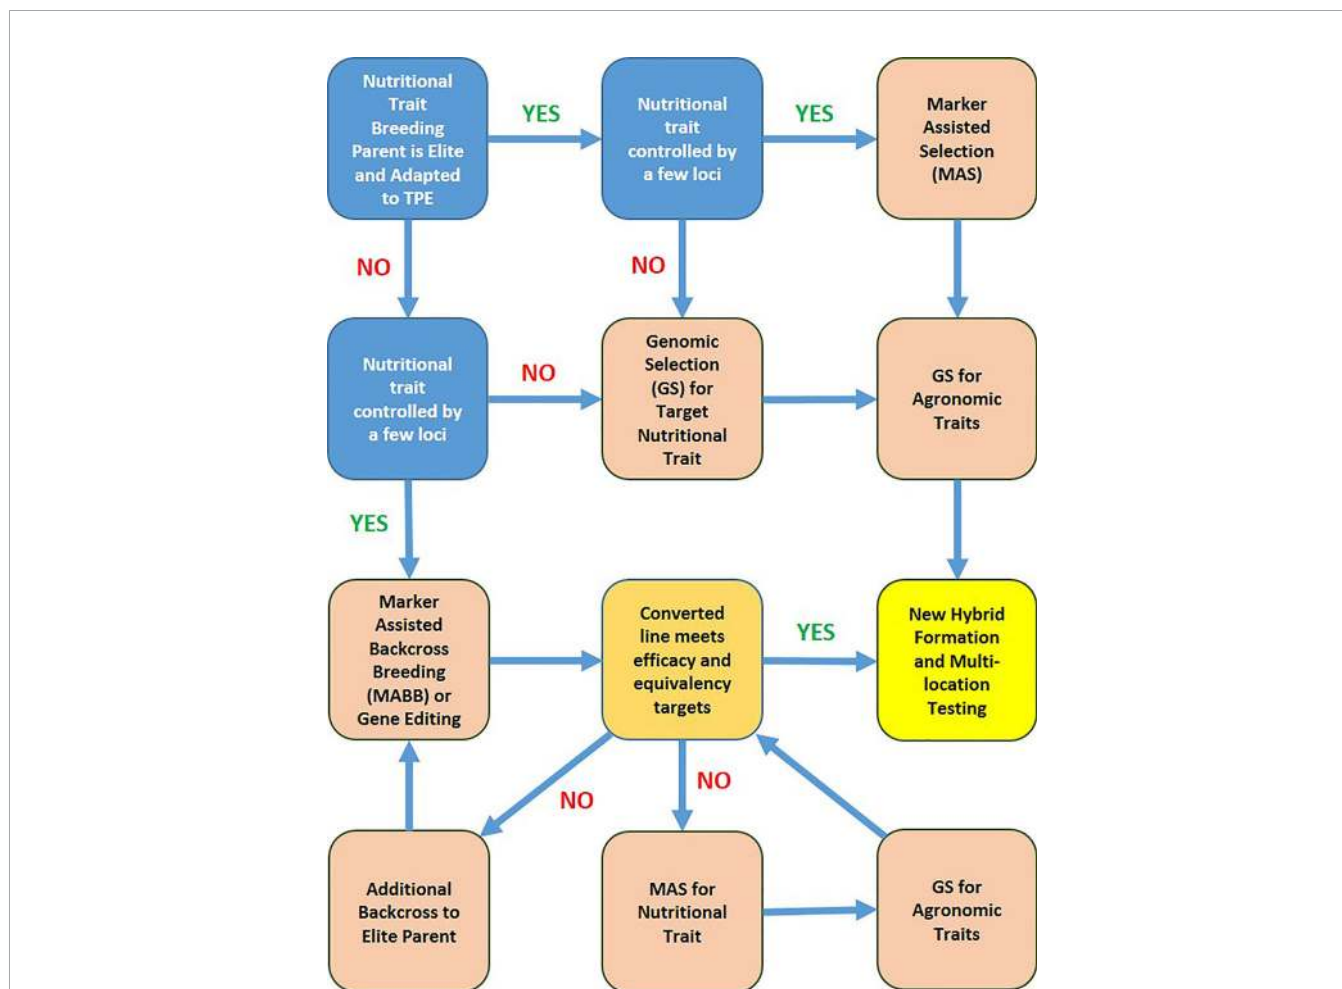 Nutritional
Trait
Breeding
Parent is Elite
and Adapted
to TPE
YES
Nutritional
trait
controlled by
a few loci
YES
Marker
Assisted
Selection
(MAS)
NO
NO
Nutritional
trait
controlled by
a few loci
NO
Genomic
Selection
(GS) for
Target
Nutritional
Trait
GS for
Agronomic
Traits
YES
Marker
Assisted
Backcross
Breeding
(MABB) or
Gene Editing
Converted
line meets
efficacy and
equivalency
targets
YES
New Hybrid
Formation
and Multi-
location
Testing
NO
NO
Additional
Backcross to
Elite Parent
MAS for
Nutritional
Trait
GS for
Agronomic
Traits